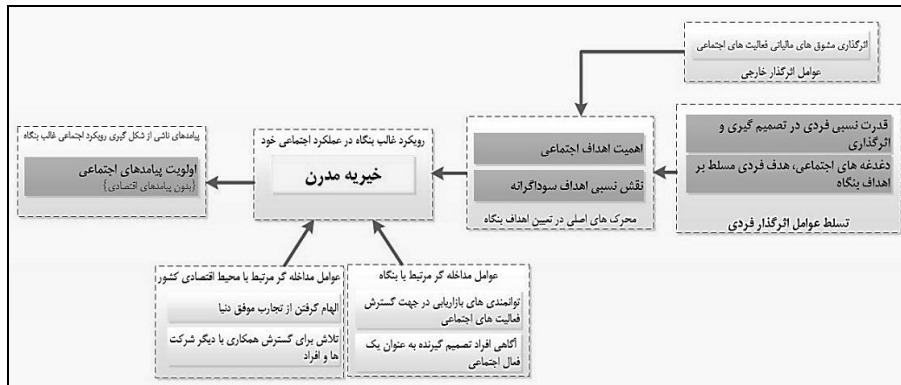 اثرگذاری مشوق های مالیاتی فعالیت های اجتماعی
عوامل اثرگذار خارجی
قدرت نسبی فردی در تصمیم گیری و
اثرگذاری
دغدغه های اجتماعی، هدف فردی مسلط بر
اهداف بنگاه
تسلط عوامل اثرگذار فردی
اهمیت اهداف اجتماعی
نقش نسبی اهداف سوداگرانه
محرک های اصلی در تعیین اهداف بنگاه
رویکرد غالب بنگاه در عملکرد اجتماعی خود
خیریه مدرن
پیامدهای ناشی از شکل گیری رویکرد اجتماعی غالب بنگاه
اولویت پیامدهای اجتماعی
{بدون پیامدهای اقتصادی}
عوامل مداخله گر مرتبط با بنگاه
توانمندی های بازاریابی در جهت گسترش
فعالیت های اجتماعی
آگاهی افراد تصمیم گیرنده به عنوان یک
فعال اجتماعی
عوامل مداخله گر مرتبط با محیط اقتصادی کشور
الهام گرفتن از تجارب موفق دنیا
تلاش برای گسترش همکاری با دیگر شرکت
ها و افراد